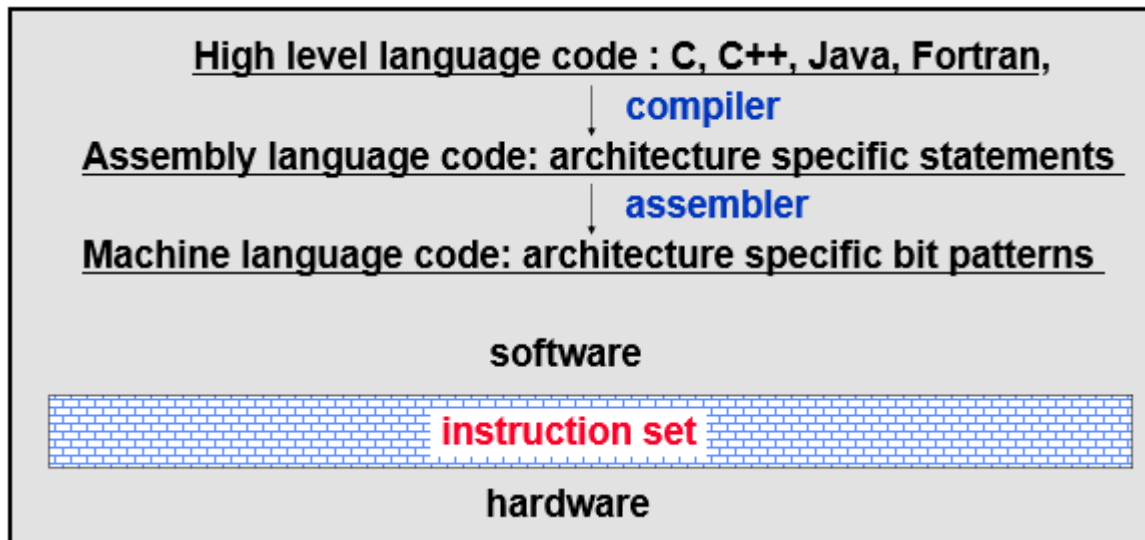 High level language code : C, C++, Java, Fortran,
compiler
Assembly language code: architecture specific statements
assembler
Machine language code: architecture specific bit patterns
software
instruction set
hardware